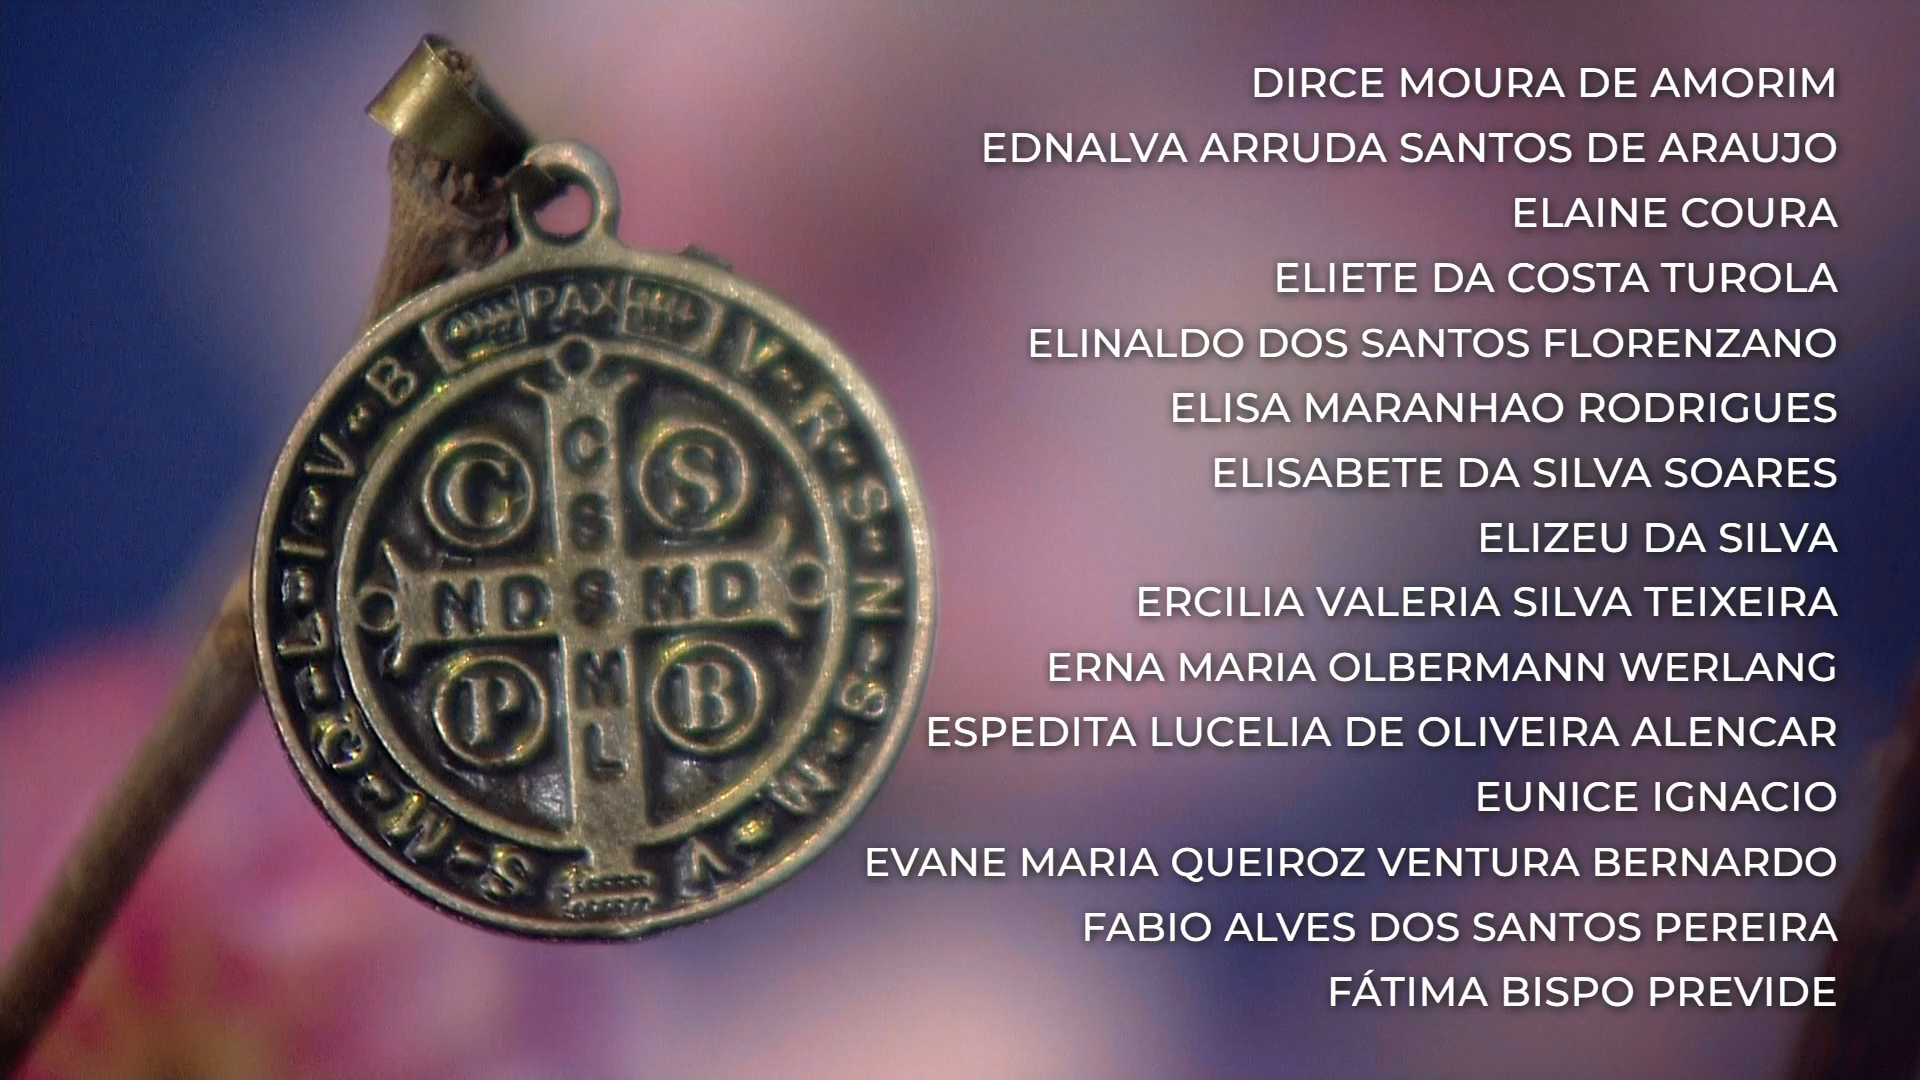 PAX
V·R·S·N·S·M·V
S·M·Q·L·I·V·B
C S
C
S
N D S M D
M
L
P B
DIRCE MOURA DE AMORIM
EDNALVA ARRUDA SANTOS DE ARAUJO
ELAINE COURA
ELIETE DA COSTA TUROLA
ELINALDO DOS SANTOS FLORENZANO
ELISA MARANHAO RODRIGUES
ELISABETE DA SILVA SOARES
ELIZEU DA SILVA
ERCILIA VALERIA SILVA TEIXEIRA
ERNA MARIA OLBERMANN WERLANG
ESPEDITA LUCELIA DE OLIVEIRA ALENCAR
EUNICE IGNACIO
EVANE MARIA QUEIROZ VENTURA BERNARDO
FABIO ALVES DOS SANTOS PEREIRA
FÁTIMA BISPO PREVIDE